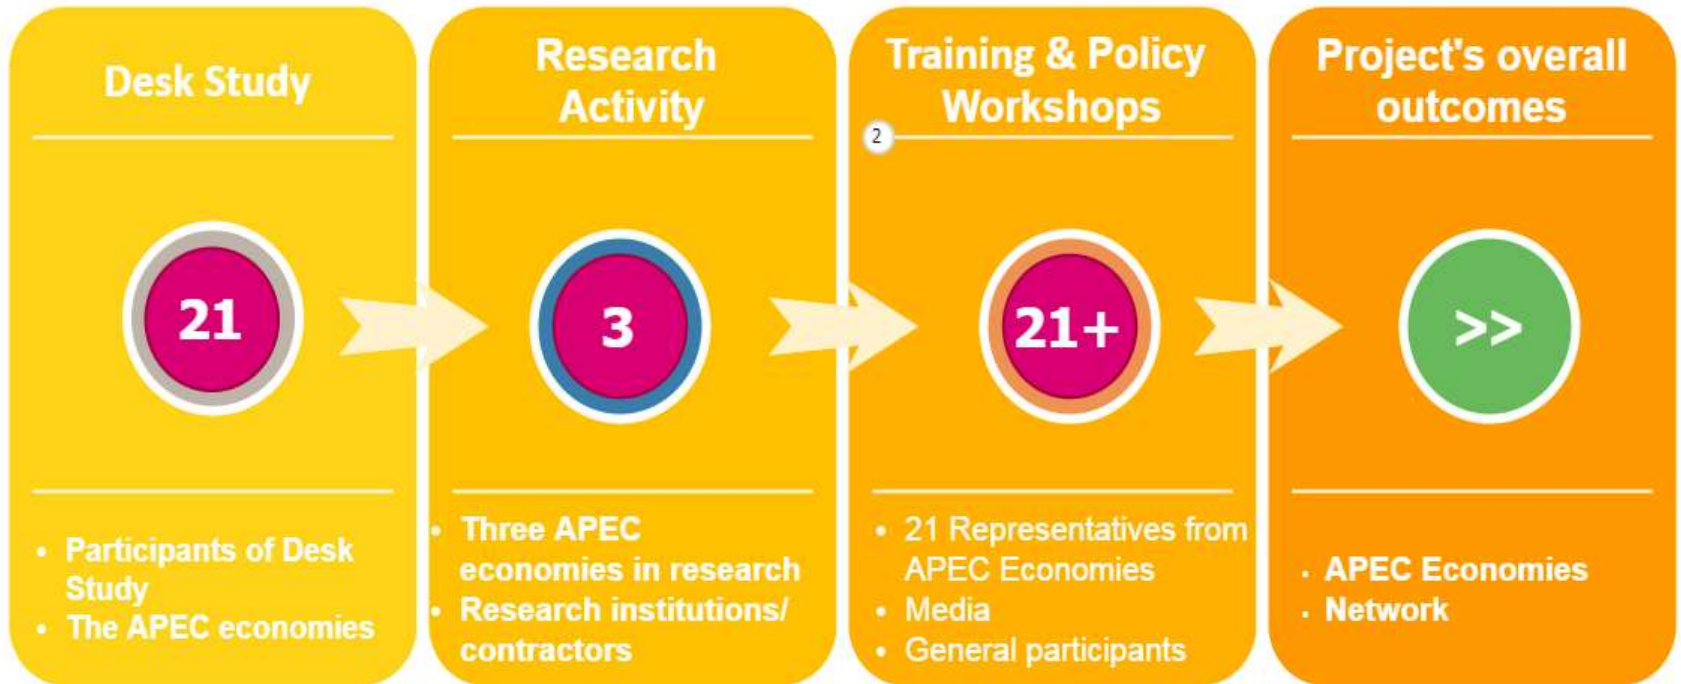 Desk Study
21
• Participants of Desk
Study
• The APEC economies
Research
Activity
3
• Three APEC
economies in research
• Research institutions/
contractors
Training & Policy
Workshops
2
21+
• 21 Representatives from
APEC Economies
• Media
• General participants
Project's overall
outcomes
>>
• APEC Economies
• Network